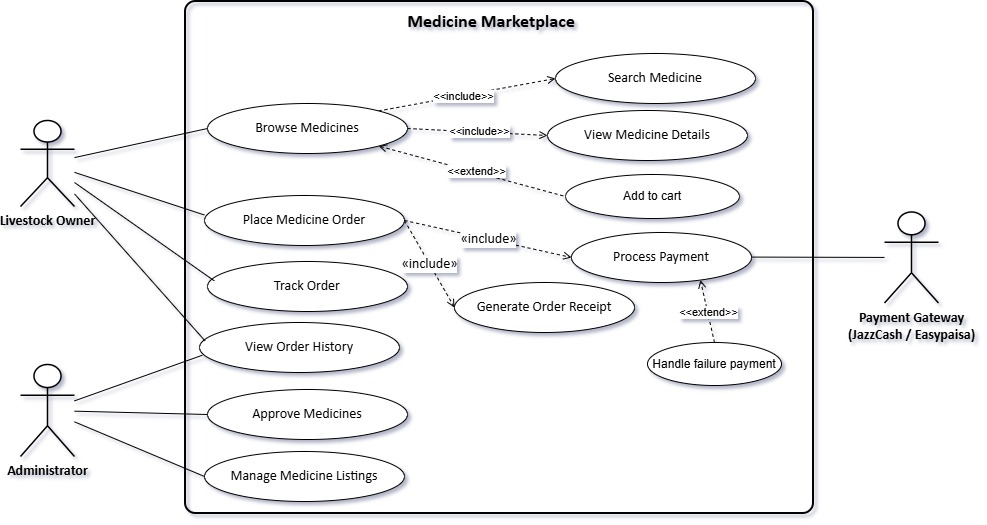 Medicine Marketplace
Search Medicine
<<include>>
Browse Medicines
<<include>>
View Medicine Details
<<extend>>
Add to cart
Livestock Owner
Place Medicine Order
«include»
Process Payment
«include»
Track Order
Generate Order Receipt
<<extend>>
Payment Gateway
(JazzCash / Easypaisa)
View Order History
Handle failure payment
Approve Medicines
Administrator
Manage Medicine Listings